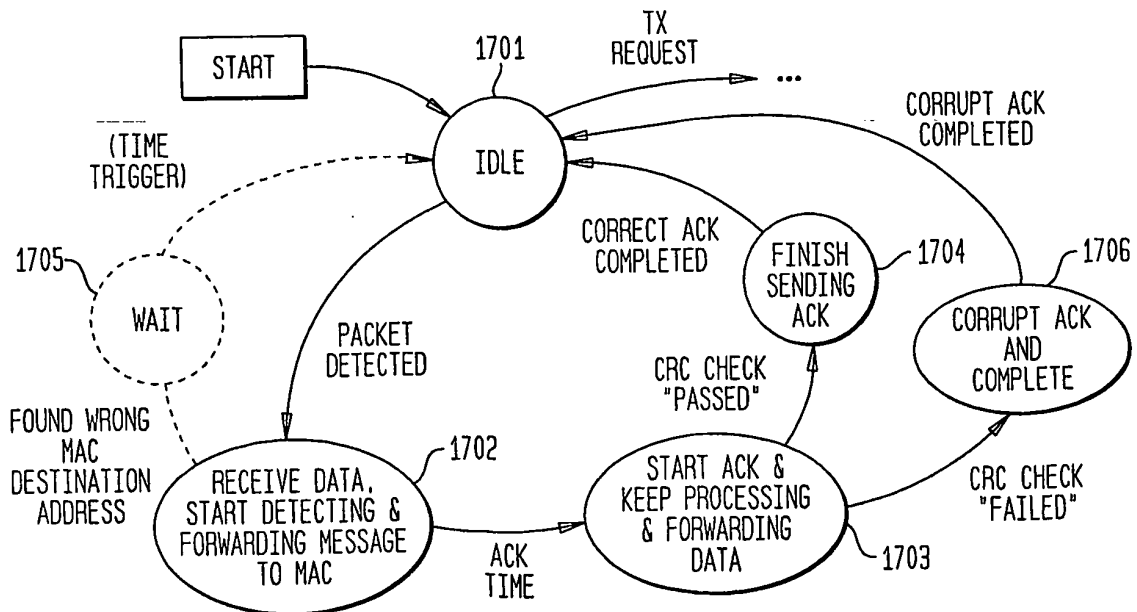 START
1701
TX
REQUEST
...
(TIME
TRIGGER)
IDLE
CORRUPT ACK
COMPLETED
CORRECT ACK
COMPLETED
1705
WAIT
PACKET
DETECTED
FINISH
SENDING
ACK
1704
1706
CORRUPT ACK
AND
COMPLETE
CRC CHECK
"PASSED"
FOUND WRONG
MAC
DESTINATION
ADDRESS
1702
RECEIVE DATA,
START DETECTING &
FORWARDING MESSAGE
TO MAC
ACK
TIME
START ACK &
KEEP PROCESSING
& FORWARDING
DATA
1703
CRC CHECK
"FAILED"